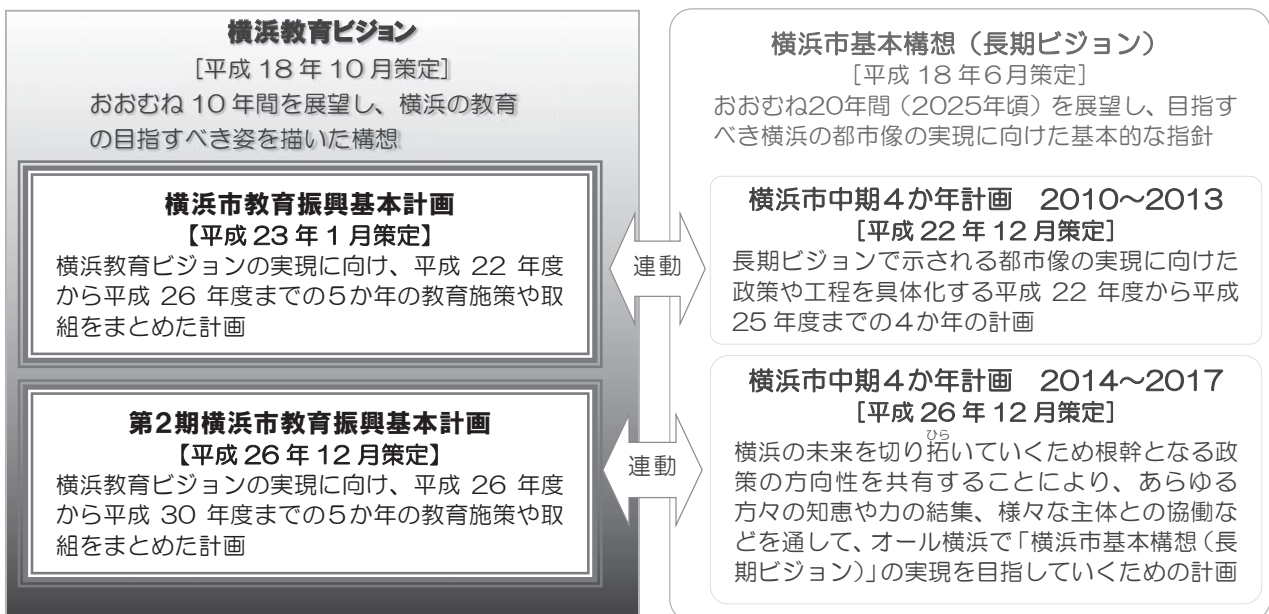 横浜教育ビジョン
[平成 18 年 10 月策定]
おおむね 10 年間を展望し、横浜の教育
の目指すべき姿を描いた構想
横浜市教育振興基本計画
【平成 23 年 1 月策定】
横浜教育ビジョンの実現に向け、平成 22 年度
から平成 26 年度までの5か年の教育施策や取
組をまとめた計画
第2期横浜市教育振興基本計画
【平成 26 年 12 月策定】
横浜教育ビジョンの実現に向け、平成 26 年度
から平成 30 年度までの5か年の教育施策や取
組をまとめた計画
連動
連動
横浜市基本構想（長期ビジョン）
[平成 18 年6月策定]
おおむね20年間（2025年頃）を展望し、目指す
べき横浜の都市像の実現に向けた基本的な指針
横浜市中期4か年計画　2010～2013
[平成 22 年 12 月策定]
長期ビジョンで示される都市像の実現に向けた
政策や工程を具体化する平成 22 年度から平成
25 年度までの4か年の計画
横浜市中期4か年計画　2014～2017
[平成 26 年 12 月策定]
ひら
横浜の未来を切り拓いていくため根幹となる政
策の方向性を共有することにより、あらゆる
方々の知恵や力の結集、様々な主体との協働な
どを通して、オール横浜で「横浜市基本構想（長
期ビジョン）」の実現を目指していくための計画